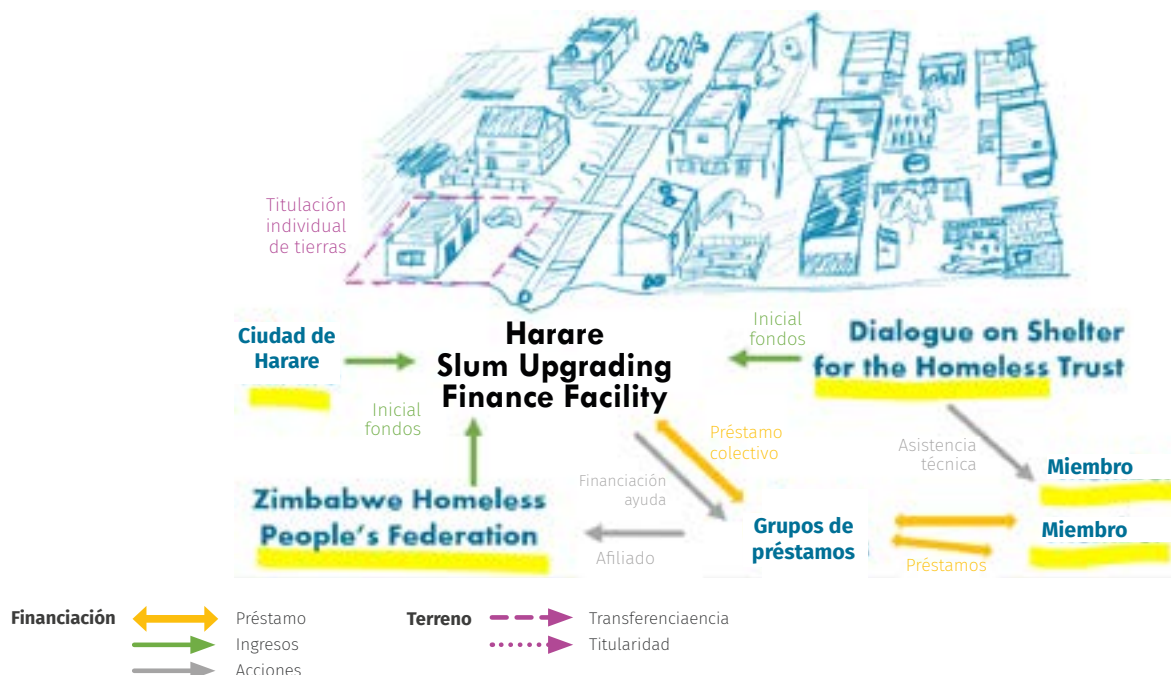 Titulación
individual
de tierras
Ciudad de
Harare
Harare
Slum Upgrading
Finance Facility
Inicial
fondos
Dialogue on Shelter
for the Homeless Trust
Inicial
fondos
Préstamo
colectivo
Asistencia
técnica
Miembro
Financiación
ayuda
Zimbabwe Homeless
People's Federation
Afiliado
Grupos de
préstamos
Miembro
Préstamos
Financiación
Préstamo
Ingresos
Acciones
Terreno
Transferenciaencia
Titularidad